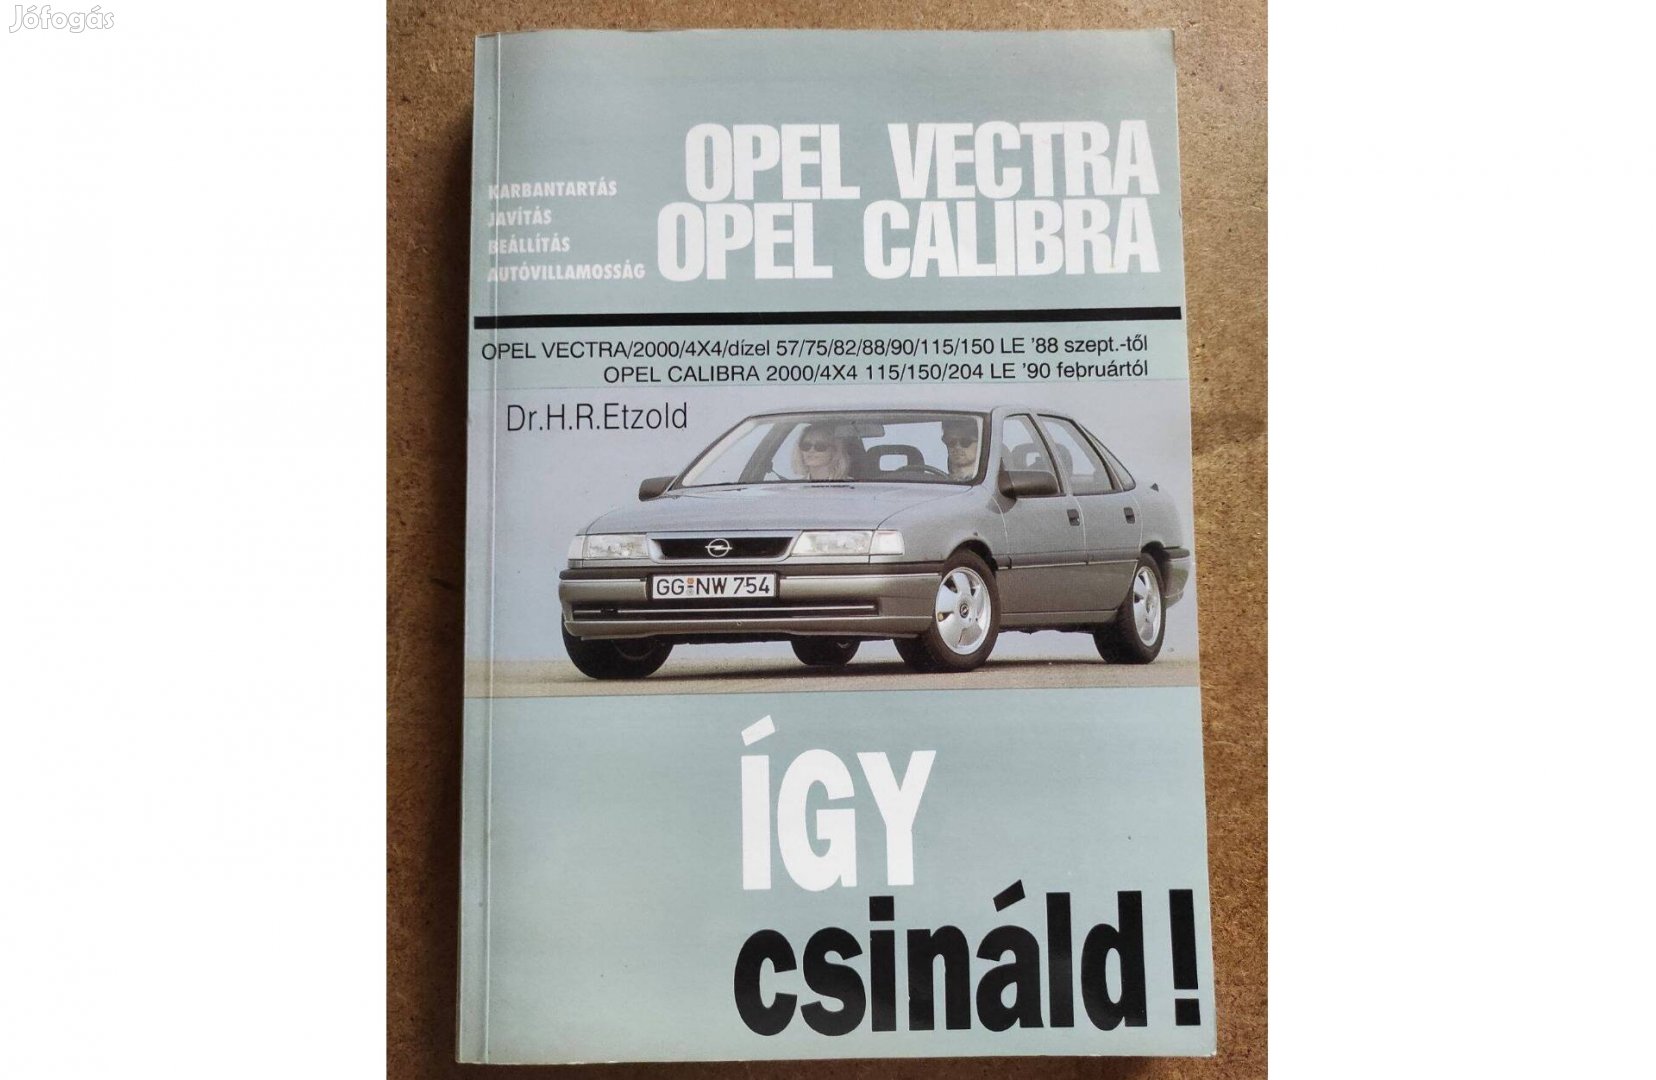 Jófogás
OPEL VECTRA
OPEL CALIBRA
KARBANTARTÁS
JAVÍTÁS
BEÁLLÍTÁS
AUTÓVILLAMOSSÁG
OPEL VECTRA/2000/4X4/dízel 57/75/82/88/90/115/150 LE '88 szept.-től
OPEL CALIBRA 2000/4X4 115/150/204 LE '90 februártól
Dr.H.R.Etzold
GG NW 754
ÍGY
csináld!